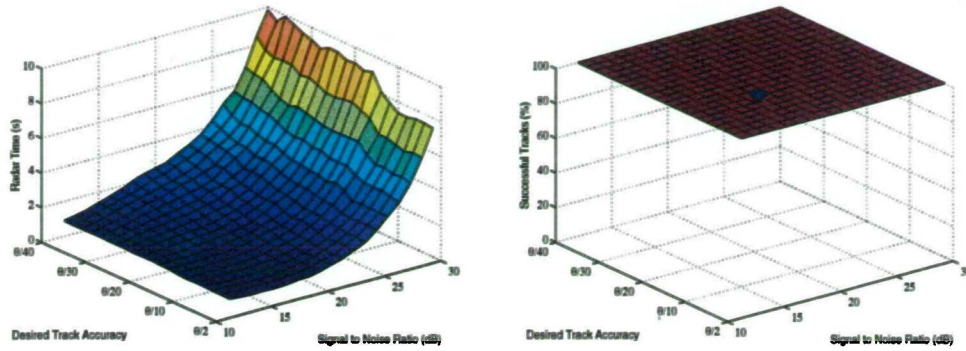 10
8
6
4
2
0
Radar Time (s)
θ/40
θ/30
θ/20
θ/10
θ/2
10
15
20
25
30
Desired Track Accuracy
Signal to Noise Ratio (dB)
100
80
60
40
20
0
Successful Tracks (%)
θ/40
θ/30
θ/20
θ/10
θ/2
10
15
20
25
3
Desired Track Accuracy
Signal to Noise Ratio (dB)